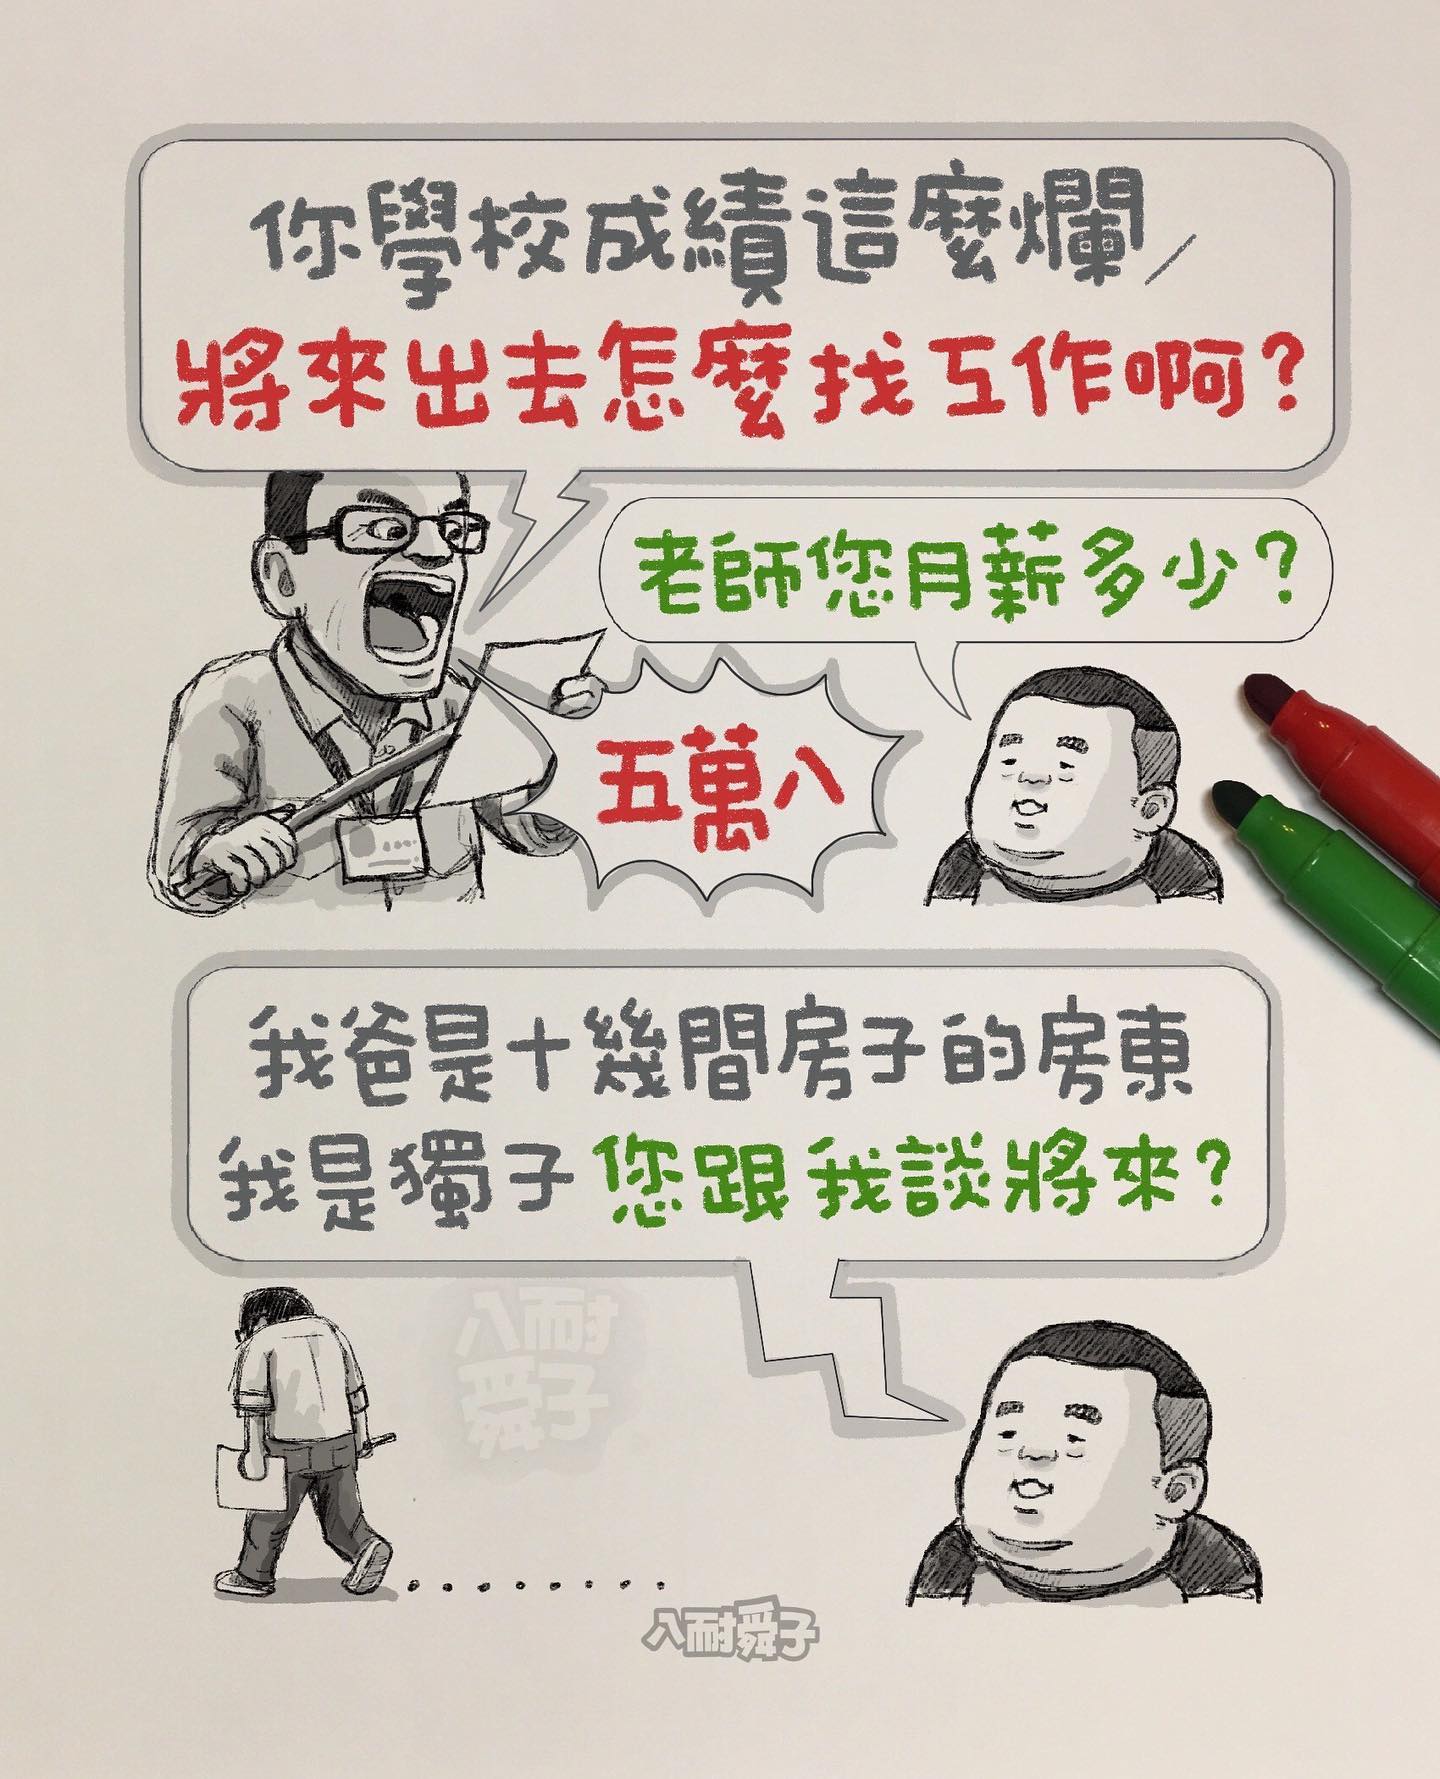 你學校成績這麼爛
將來出去怎麼找工作啊?
老師您月薪多少?
五萬八
我爸是十幾間房子的房東
我是獨子 您跟我談將來?
八耐
舜子
‧‧‧‧‧‧‧‧
八耐舜子